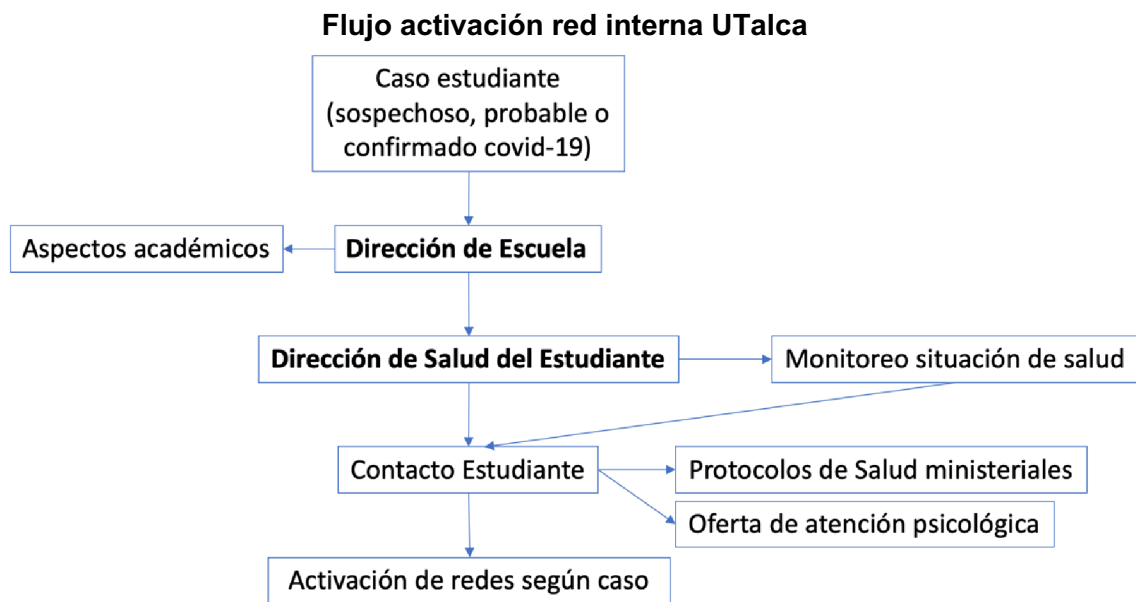 Flujo activación red interna UTalca
Caso estudiante
(sospechoso, probable o
confirmado covid-19)
Aspectos académicos
Dirección de Escuela
Dirección de Salud del Estudiante
Monitoreo situación de salud
Contacto Estudiante
Protocolos de Salud ministeriales
Oferta de atención psicológica
Activación de redes según caso